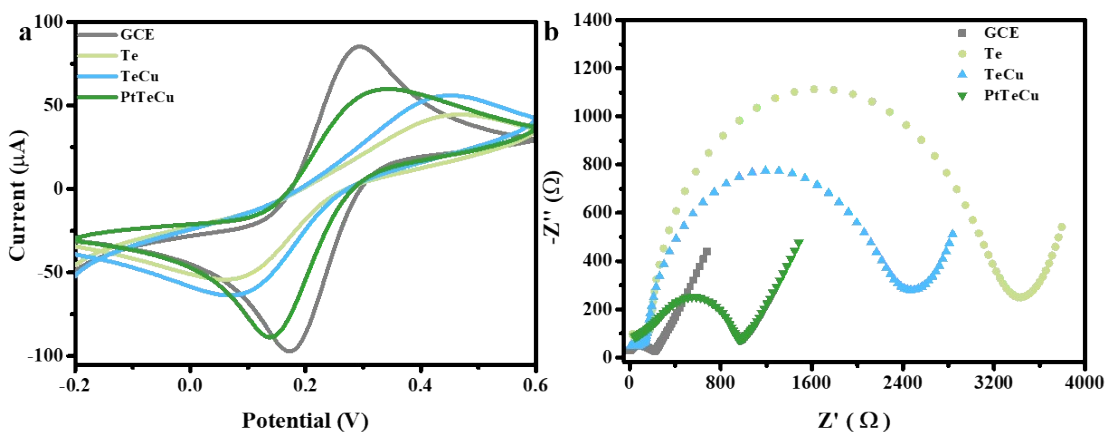 a
GCE
Te
TeCu
PtTeCu
100
50
0
-50
-100
-0.2
0.0
0.2
0.4
0.6
Current (μA)
Potential (V)
b
GCE
Te
TeCu
PtTeCu
1400
1200
1000
800
600
400
200
0
0
800
1600
2400
3200
4000
-Z'' (Ω)
Z' ( Ω )